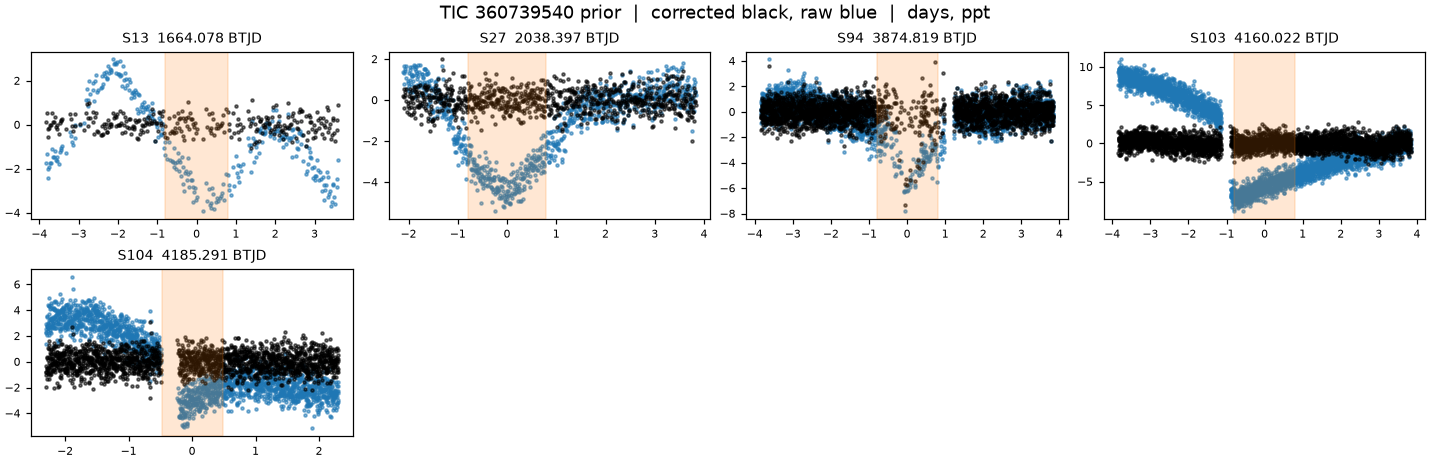 TIC 360739540 prior | corrected black, raw blue | days, ppt
S13 1664.078 BTJD
S27 2038.397 BTJD
S94 3874.819 BTJD
S103 4160.022 BTJD
2
0
−2
−4
−4 −3 −2 −1 0 1 2 3
2
0
−2
−4
−2 −1 0 1 2 3 4
4
2
0
−2
−4
−6
−8
−4 −3 −2 −1 0 1 2 3 4
10
5
0
−5
−4 −3 −2 −1 0 1 2 3 4
S104 4185.291 BTJD
6
4
2
0
−2
−4
−2 −1 0 1 2